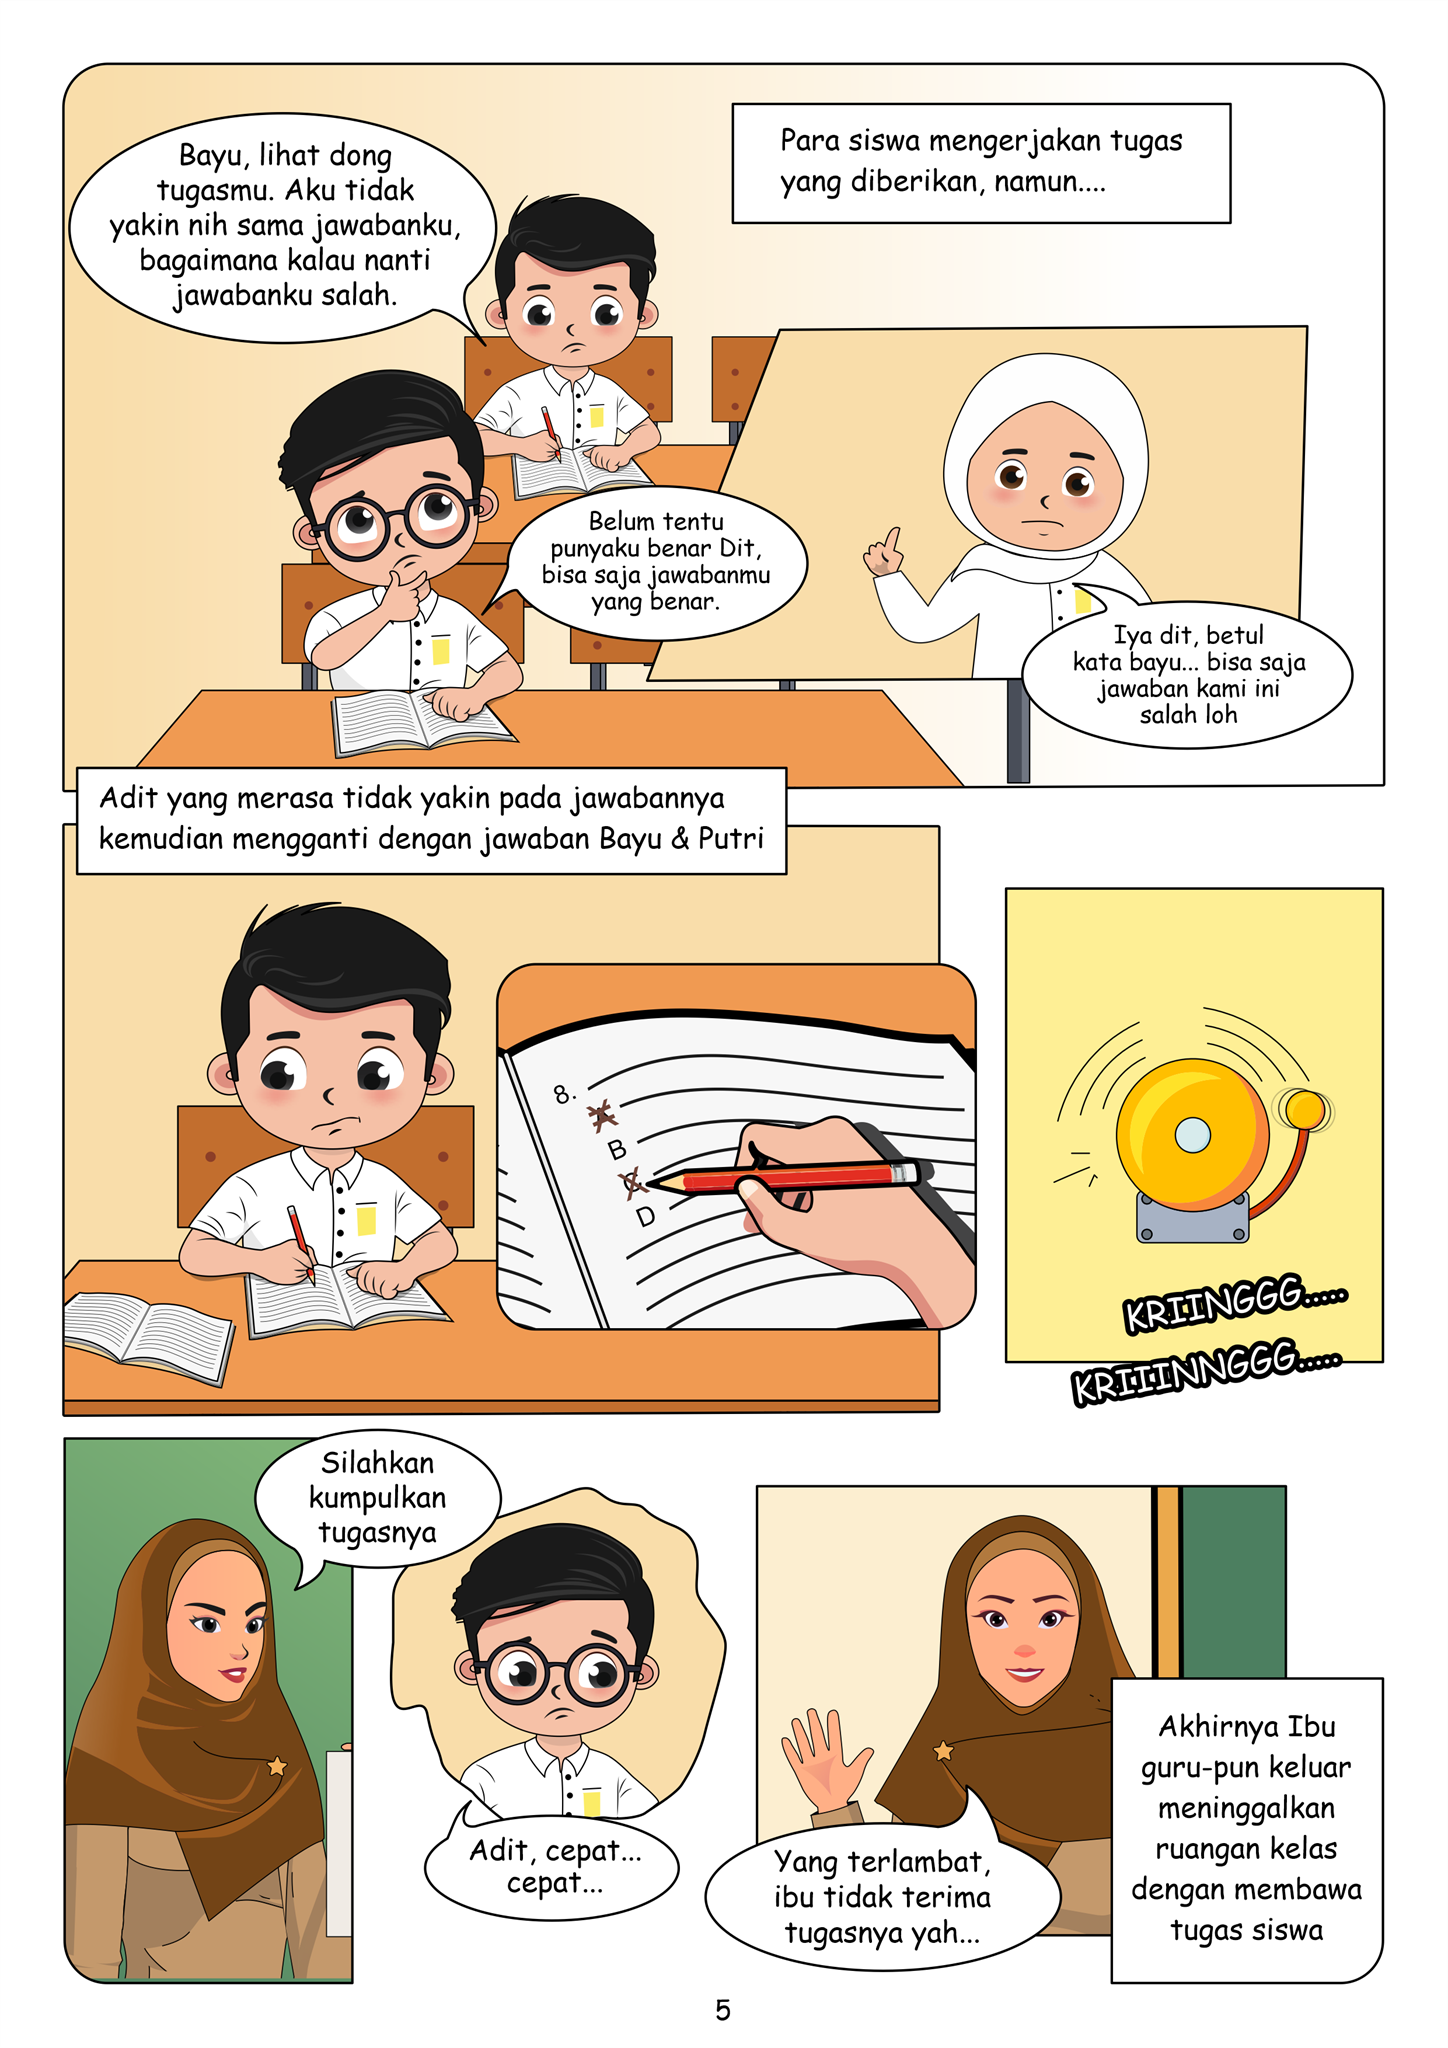 Para siswa mengerjakan tugas
yang diberikan, namun....
Bayu, lihat dong
tugasmu. Aku tidak
yakin nih sama jawabanku,
bagaimana kalau nanti
jawabanku salah.
Belum tentu
punyaku benar Dit,
bisa saja jawabanmu
yang benar.
Iya dit, betul
kata bayu... bisa saja
jawaban kami ini
salah loh
Adit yang merasa tidak yakin pada jawabannya
kemudian mengganti dengan jawaban Bayu & Putri
8.
A
B
C
D
KRIINGGG.....
KRIIINNGGG.....
Silahkan
kumpulkan
tugasnya
Adit, cepat...
cepat...
Yang terlambat,
ibu tidak terima
tugasnya yah...
Akhirnya Ibu
guru-pun keluar
meninggalkan
ruangan kelas
dengan membawa
tugas siswa
5